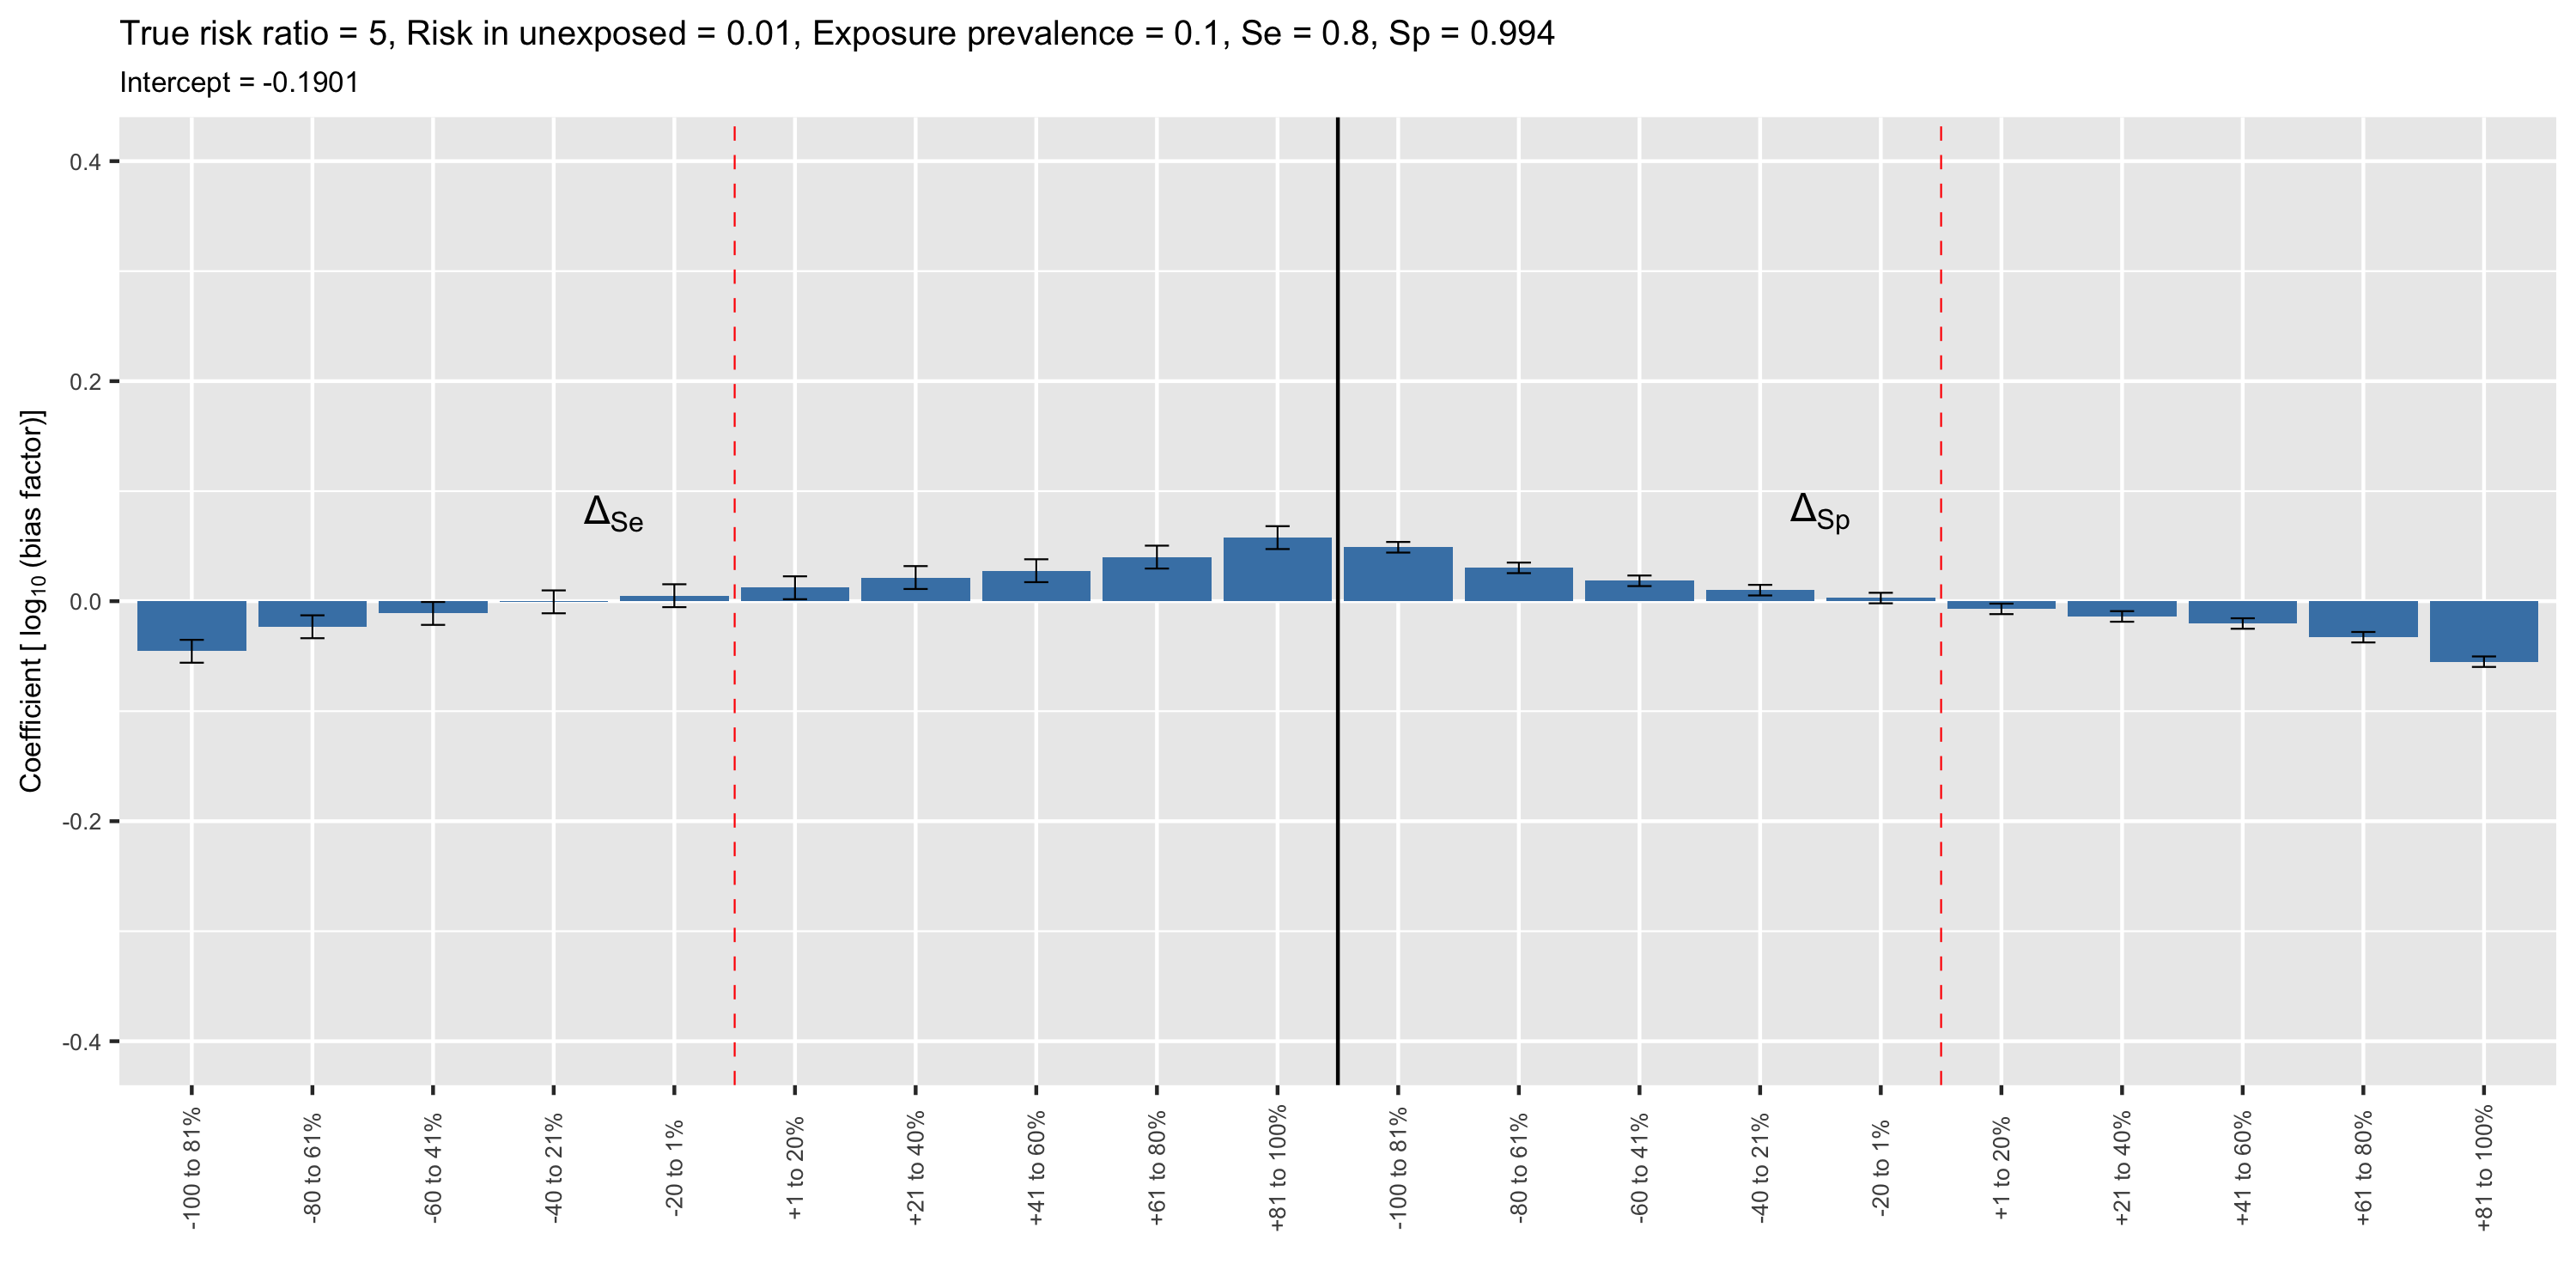 True risk ratio = 5, Risk in unexposed = 0.01, Exposure prevalence = 0.1, Se = 0.8, Sp = 0.994
Intercept = -0.1901
Coefficient [ log10 (bias factor)]
0.4
0.2
0.0
-0.2
-0.4
ΔSe
ΔSp
-100 to 81%
-80 to 61%
-60 to 41%
-40 to 21%
-20 to 1%
+1 to 20%
+21 to 40%
+41 to 60%
+61 to 80%
+81 to 100%
-100 to 81%
-80 to 61%
-60 to 41%
-40 to 21%
-20 to 1%
+1 to 20%
+21 to 40%
+41 to 60%
+61 to 80%
+81 to 100%